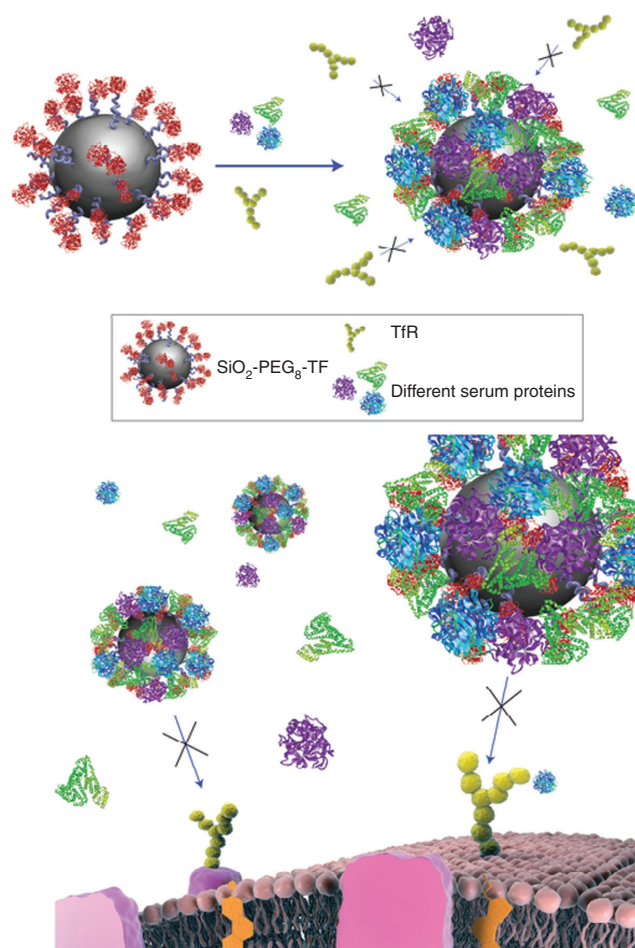 SiO₂-PEG₈-TF
TfR
Different serum proteins